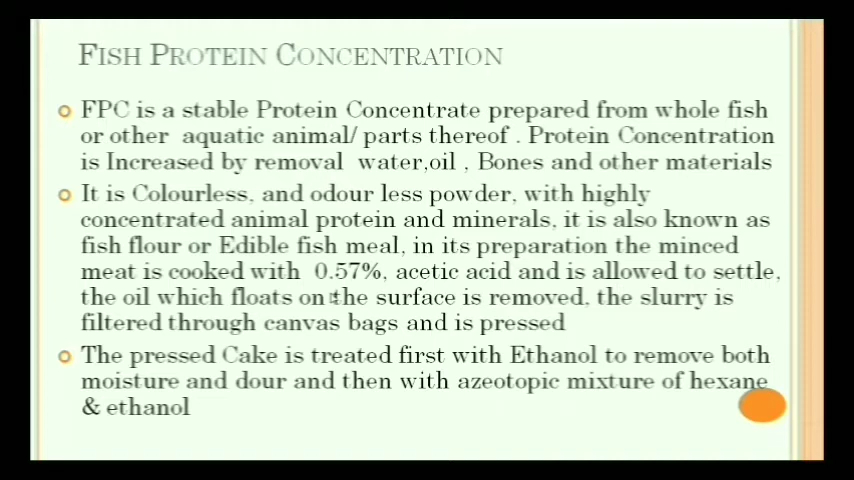 FISH PROTEIN CONCENTRATION
FPC is a stable Protein Concentrate prepared from whole fish
or other aquatic animal/ parts thereof . Protein Concentration
is Increased by removal water,oil , Bones and other materials
It is Colourless, and odour less powder, with highly
concentrated animal protein and minerals, it is also known as
fish flour or Edible fish meal, in its preparation the minced
meat is cooked with 0.57%, acetic acid and is allowed to settle,
the oil which floats on the surface is removed, the slurry is
filtered through canvas bags and is pressed
The pressed Cake is treated first with Ethanol to remove both
moisture and dour and then with azeotopic mixture of hexane
& ethanol